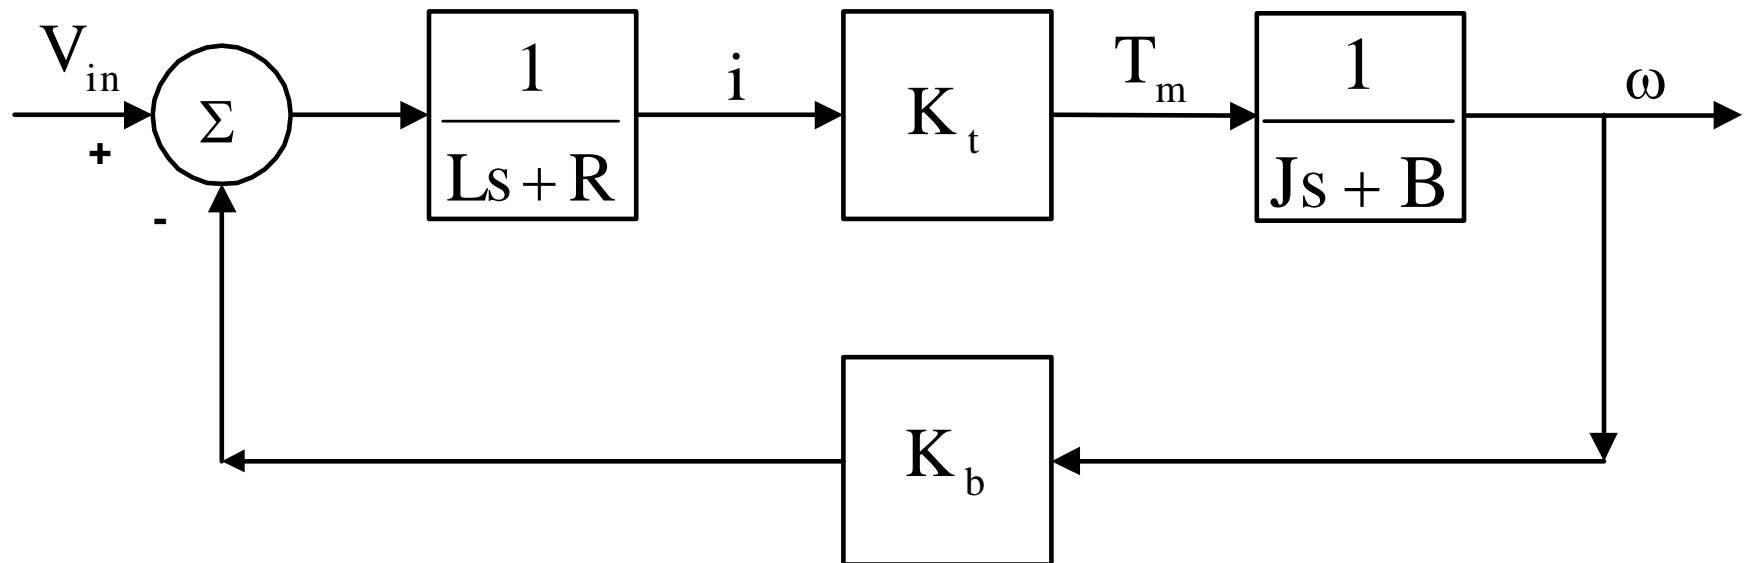 V_in
+
-
Σ
1
Ls + R
i
K_t
T_m
1
Js + B
ω
K_b